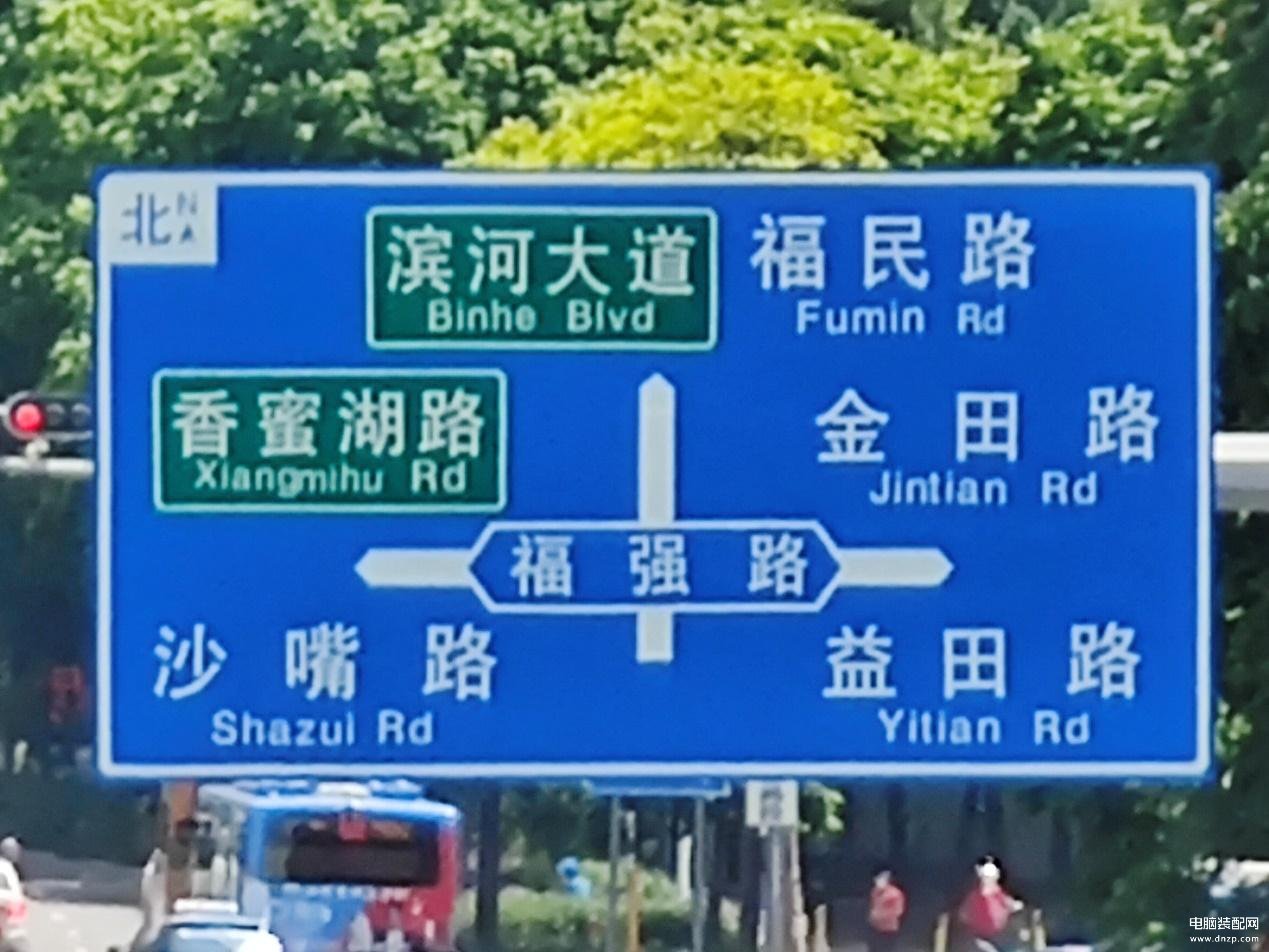 北 N
滨河大道
Binhe Blvd
福民路
Fumin Rd
香蜜湖路
Xiangmihu Rd
金田路
Jintian Rd
福强路
沙嘴路
Shazui Rd
益田路
Yitian Rd
电脑装配网
www.dnzp.com